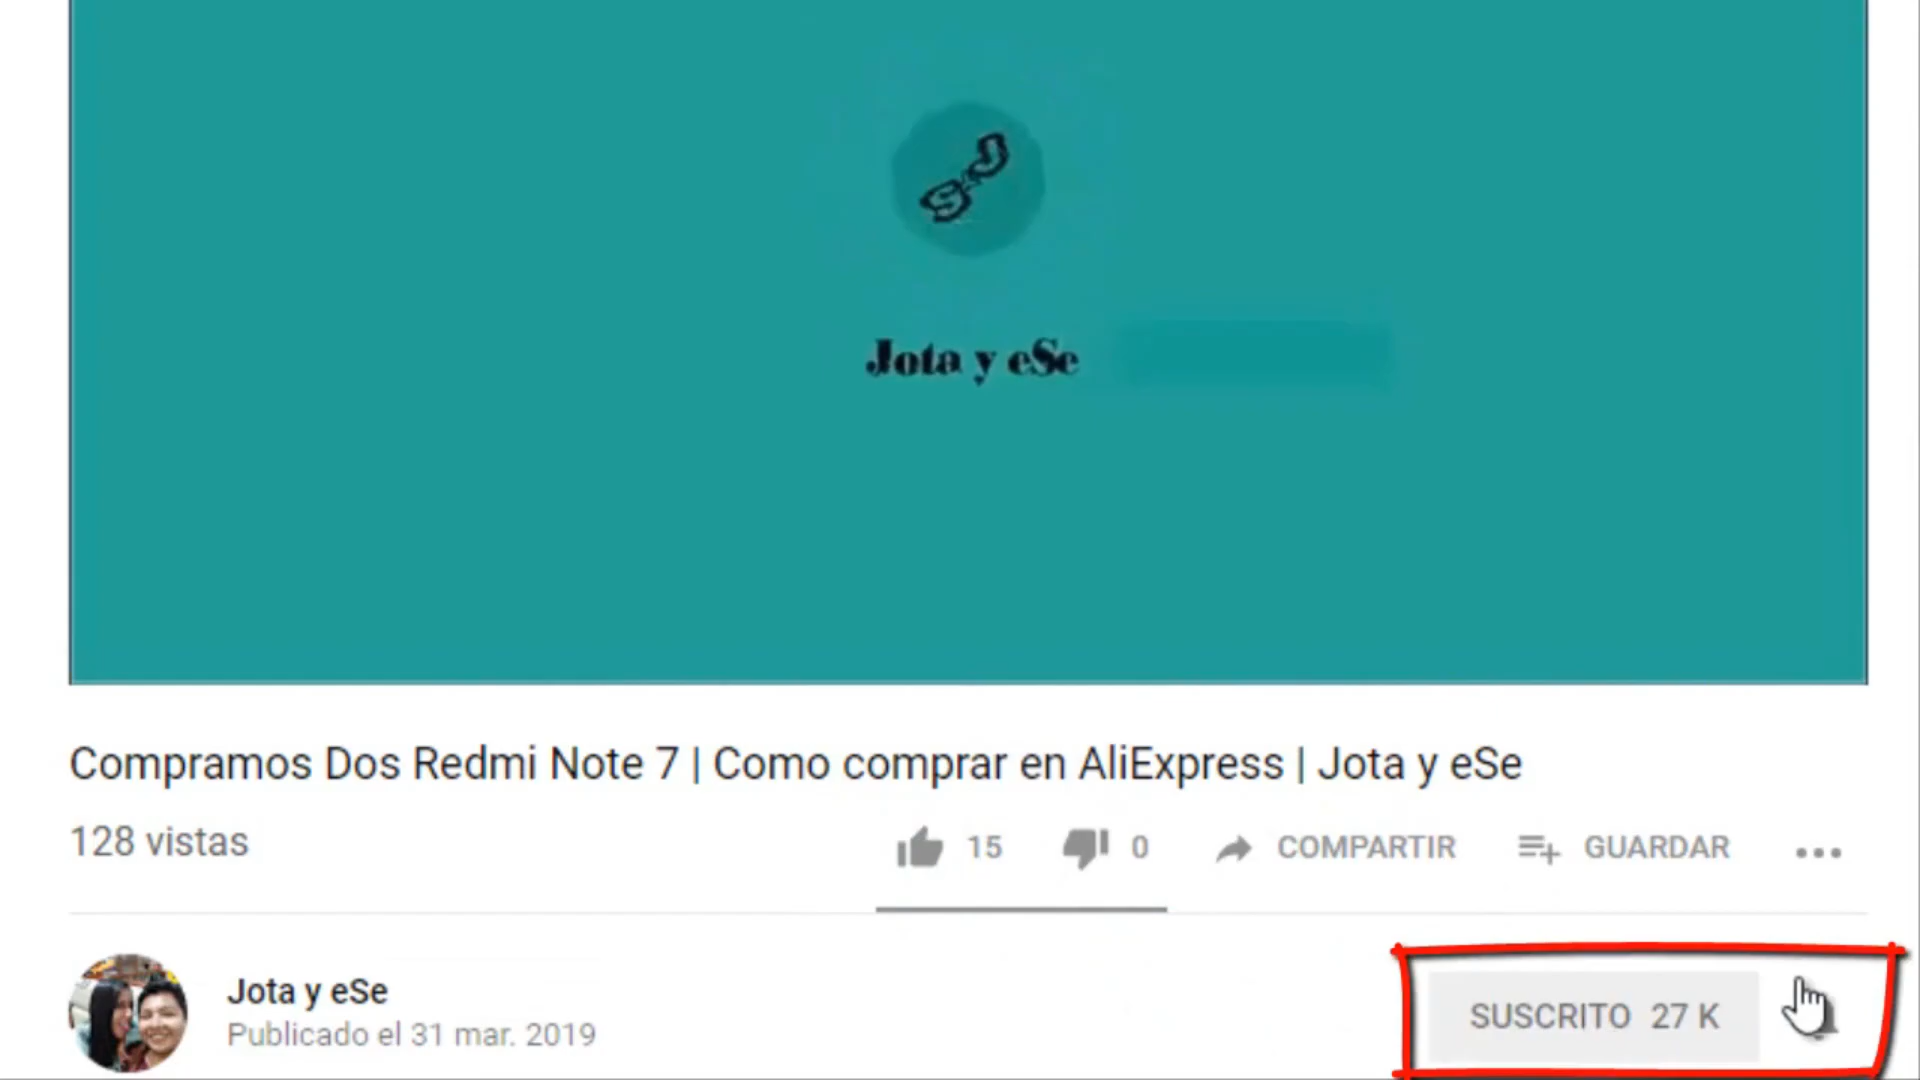 S J
Jota y eSe
Compramos Dos Redmi Note 7 | Como comprar en AliExpress | Jota y eSe
128 vistas
15 0 COMPARTIR GUARDAR
Jota y eSe
Publicado el 31 mar. 2019
SUSCRITO 27 K